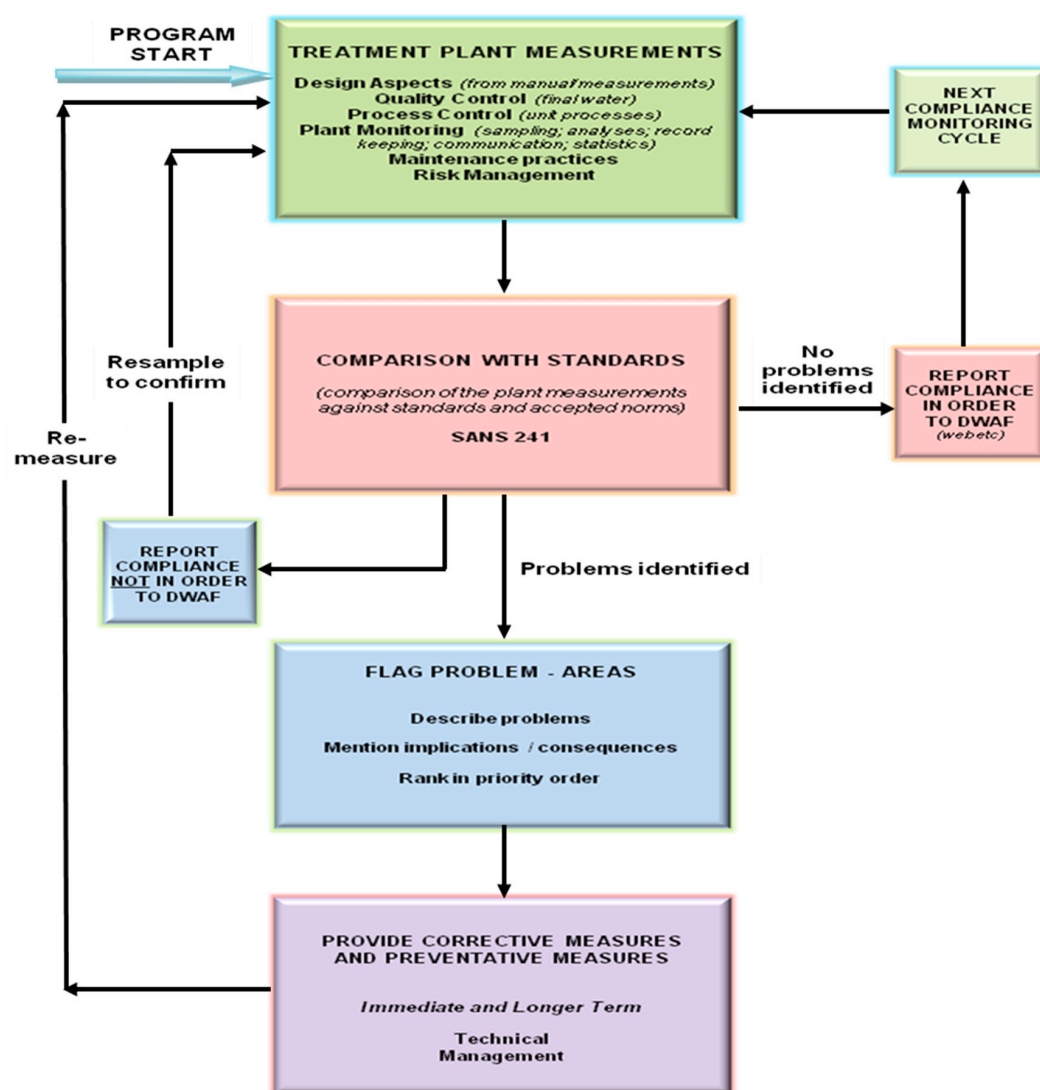 PROGRAM
START
TREATMENT PLANT MEASUREMENTS
Design Aspects (from manual measurements)
Quality Control (final water)
Process Control (unit processes)
Plant Monitoring (sampling; analyses; record
keeping; communication; statistics)
Maintenance practices
Risk Management
NEXT
COMPLIANCE
MONITORING
CYCLE
Resample
to confirm
Re-
measure
COMPARISON WITH STANDARDS
(comparison of the plant measurements
against standards and accepted norms)
SANS 241
No
problems
identified
REPORT
COMPLIANCE
IN ORDER
TO DWAF
(web etc)
REPORT
COMPLIANCE
NOT IN ORDER
TO DWAF
Problems identified
FLAG PROBLEM - AREAS
Describe problems
Mention implications / consequences
Rank in priority order
PROVIDE CORRECTIVE MEASURES
AND PREVENTATIVE MEASURES
Immediate and Longer Term
Technical
Management